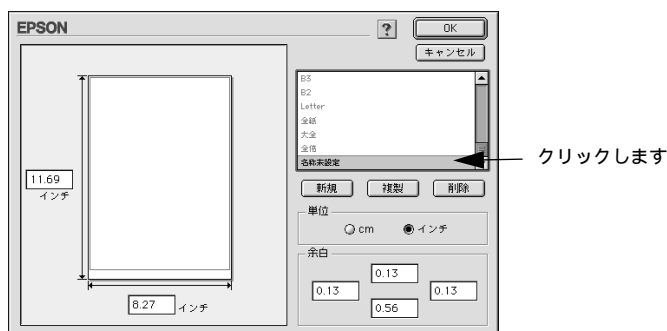 EPSON
?
OK
キャンセル
B3
B2
Letter
全紙
大全
全倍
名称未設定
クリックします
新規
複製
削除
単位
cm
インチ
余白
0.13
0.13
0.13
0.56
11.69
インチ
8.27
インチ